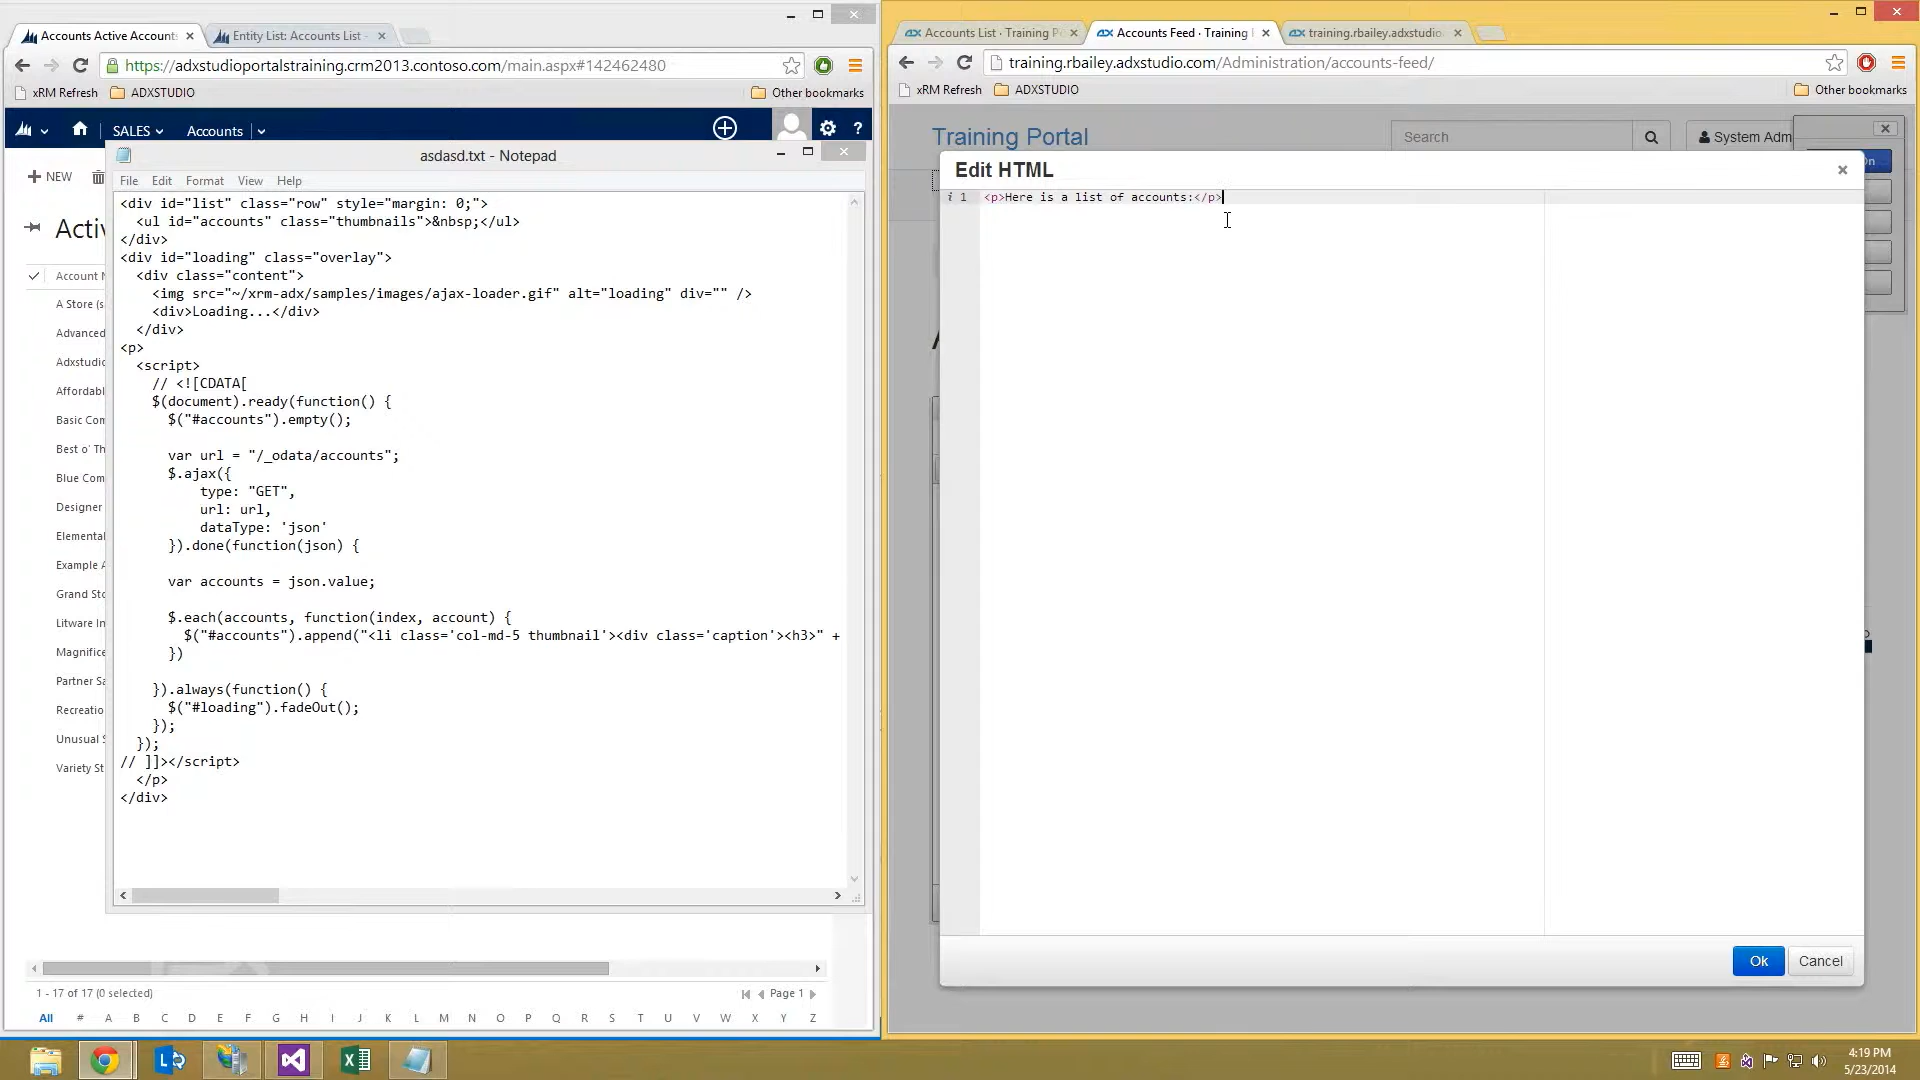 Accounts Active Account
Entity List: Accounts List -
https://adxstudioportalstraining.crm2013.contoso.com/main.aspx#142462480
xRM Refresh
ADXSTUDIO
Other bookmarks
SALES
Accounts
?
NEW
asdasd.txt - Notepad
File Edit Format View Help
Activ
Account N
A Store (s
Advanced
Adxstudio
Affordabl
Basic Com
Best o' Th
Blue Com
Designer
Elemental
Example A
Grand Sto
Litware In
Magnifice
Partner Sa
Recreatio
Unusual S
Variety St
<div id="list" class="row" style="margin: 0;">
<ul id="accounts" class="thumbnails">&nbsp;</ul>
</div>
<div id="loading" class="overlay">
<div class="content">
<img src="~/xrm-adx/samples/images/ajax-loader.gif" alt="loading" div="" />
<div>Loading...</div>
</div>
<p>
<script>
// <![CDATA[
$(document).ready(function() {
$("#accounts").empty();
var url = "/_odata/accounts";
$.ajax({
type: "GET",
url: url,
dataType: 'json'
}).done(function(json) {
var accounts = json.value;
$.each(accounts, function(index, account) {
$("#accounts").append("<li class='col-md-5 thumbnail'><div class='caption'><h3>" +
})
}).always(function() {
$("#loading").fadeOut();
});
});
// ]]></script>
</p>
</div>
1 - 17 of 17 (0 selected)
Page 1
All # A B C D E F G H I J K L M N O P Q R S T U V W X Y Z
Accounts List · Training P
Accounts Feed · Training
training.rbailey.adxstudio
training.rbailey.adxstudio.com/Administration/accounts-feed/
xRM Refresh
ADXSTUDIO
Other bookmarks
Training Portal
Search
System Adm
Edit HTML
i 1 <p>Here is a list of accounts:</p>
Ok
Cancel
4:19 PM
5/23/2014